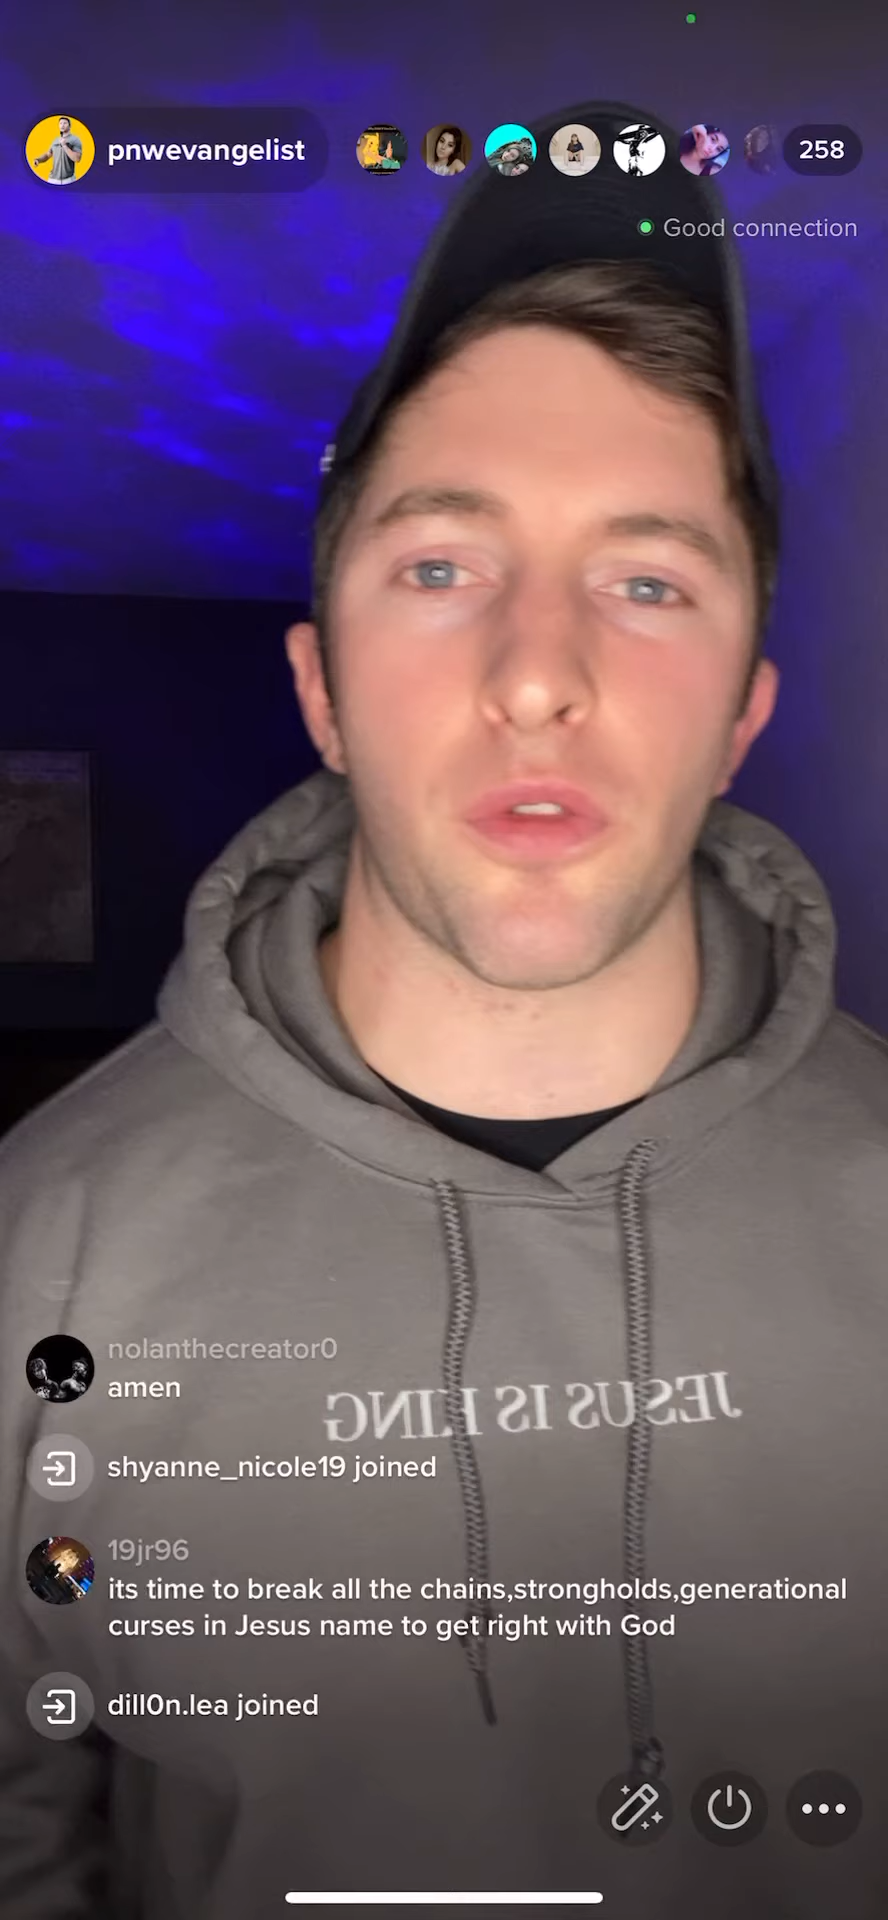 pnwevangelist
258
Good connection
nolanthecreator0
amen
JESUS IS KING
shyanne_nicole19 joined
19jr96
its time to break all the chains,strongholds,generational
curses in Jesus name to get right with God
dill0n.lea joined